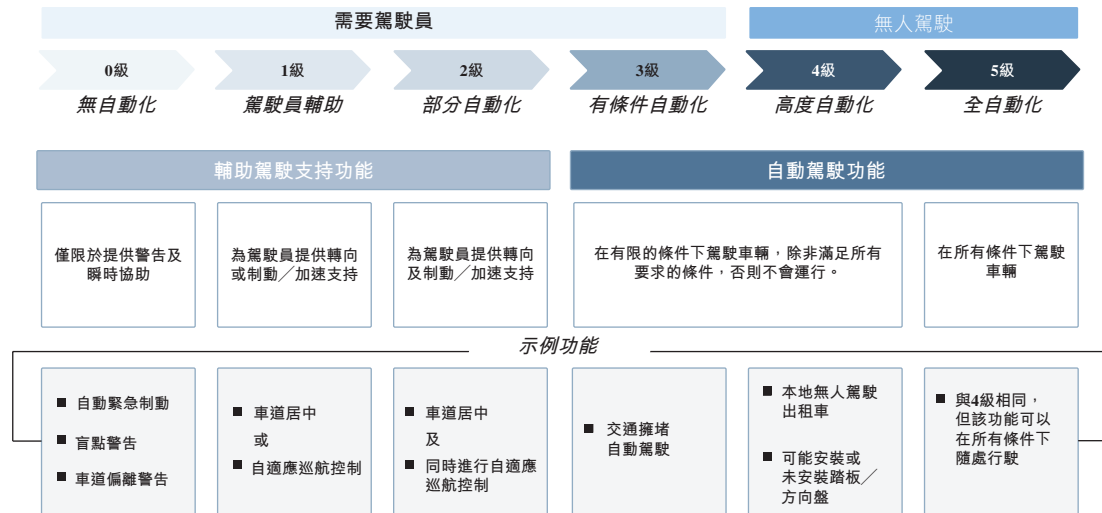 需要駕駛員
無人駕駛
0級
1級
2級
3級
4級
5級
無自動化
駕駛員輔助
部分自動化
有條件自動化
高度自動化
全自動化
輔助駕駛支持功能
自動駕駛功能
僅限於提供警告及
瞬時協助
為駕駛員提供轉向
或制動╱加速支持
為駕駛員提供轉向
及制動╱加速支持
在有限的條件下駕駛車輛，除非滿足所有
要求的條件，否則不會運行。
在所有條件下駕駛
車輛
示例功能
■ 自動緊急制動
■ 盲點警告
■ 車道偏離警告
■ 車道居中
或
■ 自適應巡航控制
■ 車道居中
及
■ 同時進行自適應
巡航控制
■ 交通擁堵
自動駕駛
■ 本地無人駕駛
出租車
■ 可能安裝或
未安裝踏板╱
方向盤
■ 與4級相同，
但該功能可以
在所有條件下
隨處行駛